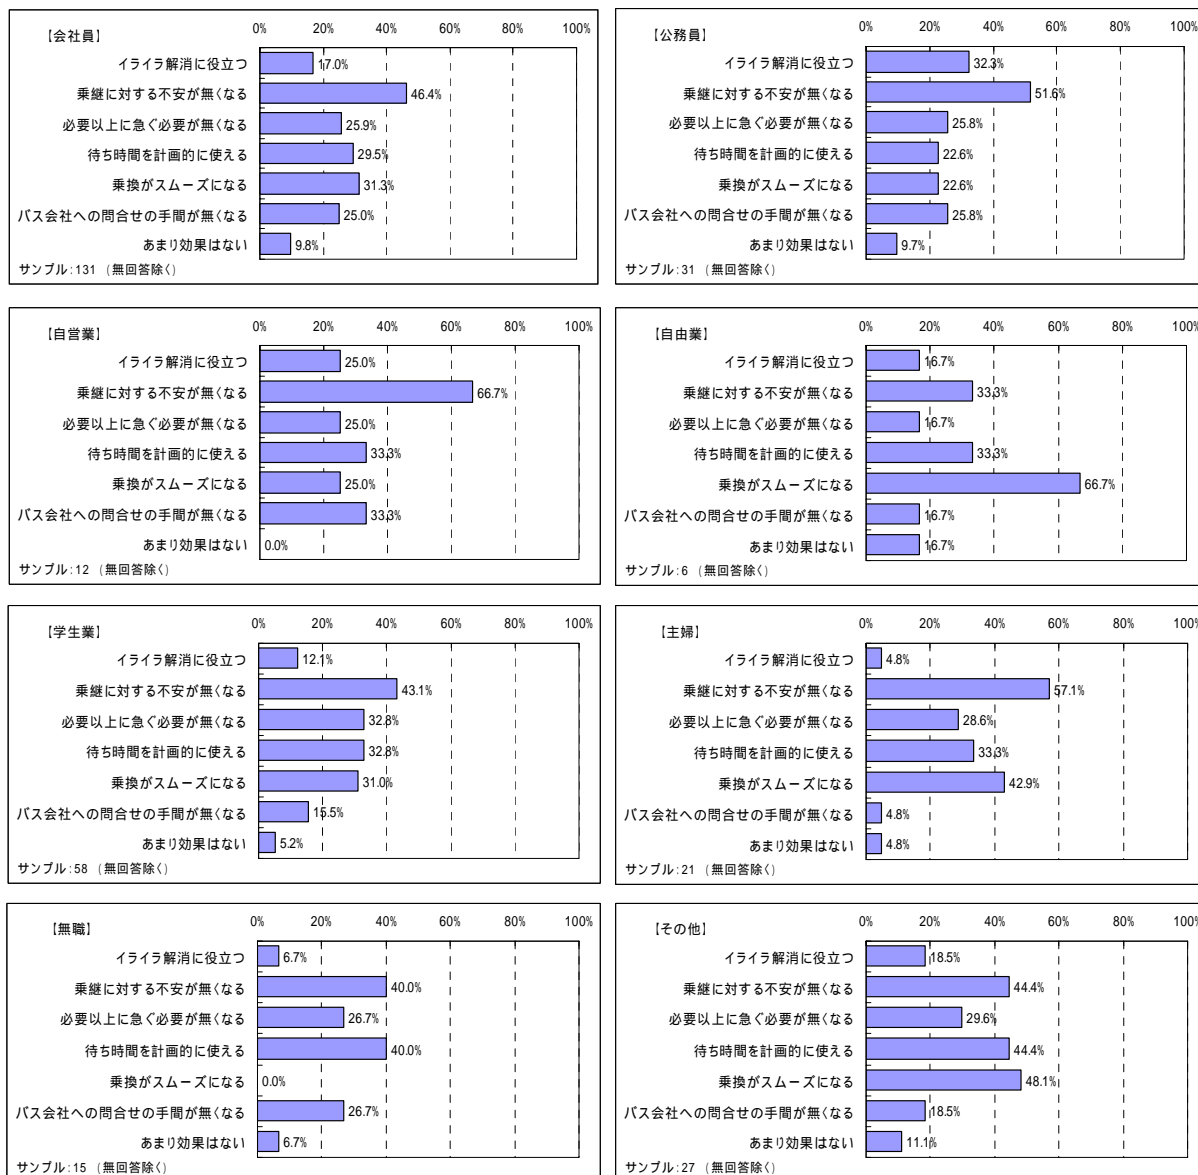 0% 20% 40% 60% 80% 100%
【会社員】
イライラ解消に役立つ 17.0%
乗継に対する不安が無くなる 46.4%
必要以上に急ぐ必要が無くなる 25.9%
待ち時間を計画的に使える 29.5%
乗換がスムーズになる 31.3%
バス会社への問合せの手間が無くなる 25.0%
あまり効果はない 9.8%
サンプル:131 (無回答除く)
0% 20% 40% 60% 80% 100%
【公務員】
イライラ解消に役立つ 32.3%
乗継に対する不安が無くなる 51.6%
必要以上に急ぐ必要が無くなる 25.8%
待ち時間を計画的に使える 22.6%
乗換がスムーズになる 22.6%
バス会社への問合せの手間が無くなる 25.8%
あまり効果はない 9.7%
サンプル:31 (無回答除く)
0% 20% 40% 60% 80% 100%
【自営業】
イライラ解消に役立つ 25.0%
乗継に対する不安が無くなる 66.7%
必要以上に急ぐ必要が無くなる 25.0%
待ち時間を計画的に使える 33.3%
乗換がスムーズになる 25.0%
バス会社への問合せの手間が無くなる 33.3%
あまり効果はない 0.0%
サンプル:12 (無回答除く)
0% 20% 40% 60% 80% 100%
【自由業】
イライラ解消に役立つ 16.7%
乗継に対する不安が無くなる 33.3%
必要以上に急ぐ必要が無くなる 16.7%
待ち時間を計画的に使える 33.3%
乗換がスムーズになる 66.7%
バス会社への問合せの手間が無くなる 16.7%
あまり効果はない 16.7%
サンプル:6 (無回答除く)
0% 20% 40% 60% 80% 100%
【学生業】
イライラ解消に役立つ 12.1%
乗継に対する不安が無くなる 43.1%
必要以上に急ぐ必要が無くなる 32.8%
待ち時間を計画的に使える 32.8%
乗換がスムーズになる 31.0%
バス会社への問合せの手間が無くなる 15.5%
あまり効果はない 5.2%
サンプル:58 (無回答除く)
0% 20% 40% 60% 80% 100%
【主婦】
イライラ解消に役立つ 4.8%
乗継に対する不安が無くなる 57.1%
必要以上に急ぐ必要が無くなる 28.6%
待ち時間を計画的に使える 33.3%
乗換がスムーズになる 42.9%
バス会社への問合せの手間が無くなる 4.8%
あまり効果はない 4.8%
サンプル:21 (無回答除く)
0% 20% 40% 60% 80% 100%
【無職】
イライラ解消に役立つ 6.7%
乗継に対する不安が無くなる 40.0%
必要以上に急ぐ必要が無くなる 26.7%
待ち時間を計画的に使える 40.0%
乗換がスムーズになる 0.0%
バス会社への問合せの手間が無くなる 26.7%
あまり効果はない 6.7%
サンプル:15 (無回答除く)
0% 20% 40% 60% 80% 100%
【その他】
イライラ解消に役立つ 18.5%
乗継に対する不安が無くなる 44.4%
必要以上に急ぐ必要が無くなる 29.6%
待ち時間を計画的に使える 44.4%
乗換がスムーズになる 48.1%
バス会社への問合せの手間が無くなる 18.5%
あまり効果はない 11.1%
サンプル:27 (無回答除く)